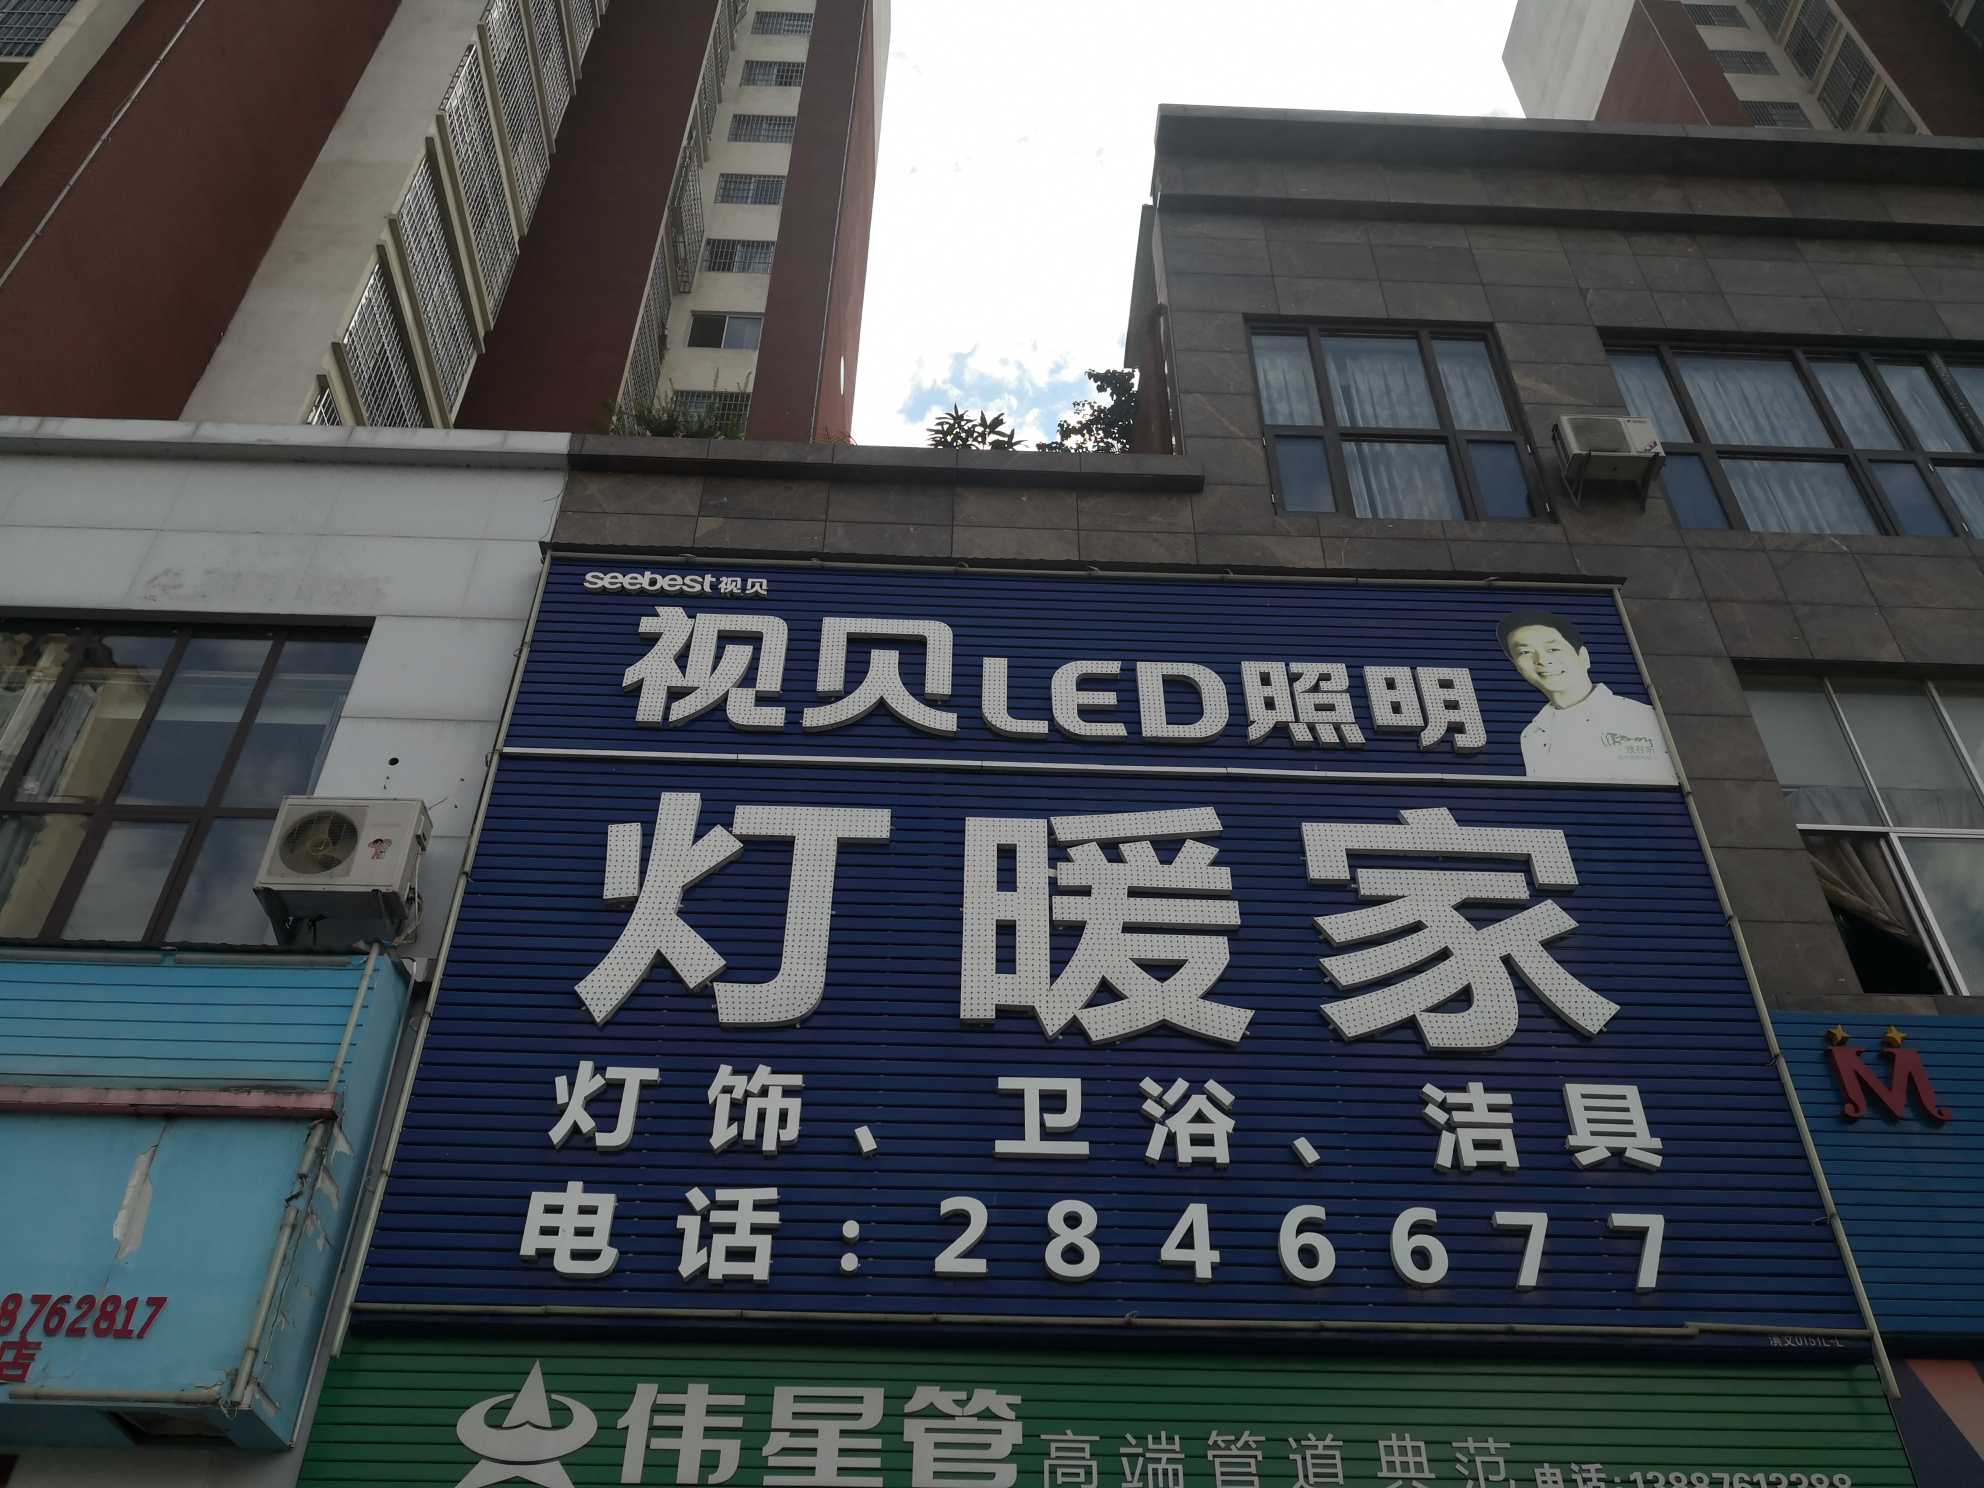 seebest视贝
视贝LED照明
灯暖家
灯饰、卫浴、洁具
电话:2846677
伟星管 高端管道典范
8762817
店
M